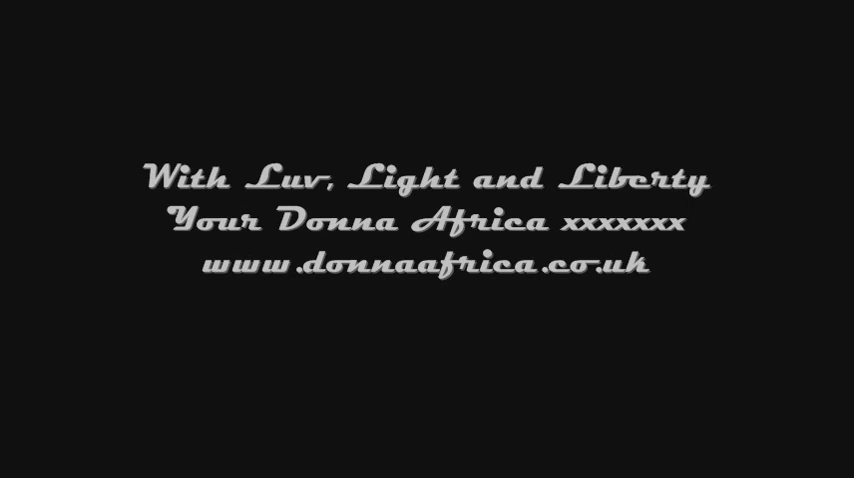 With Luv, Light and Liberty
Your Donna Africa xxxxxxx
www.donnaafrica.co.uk